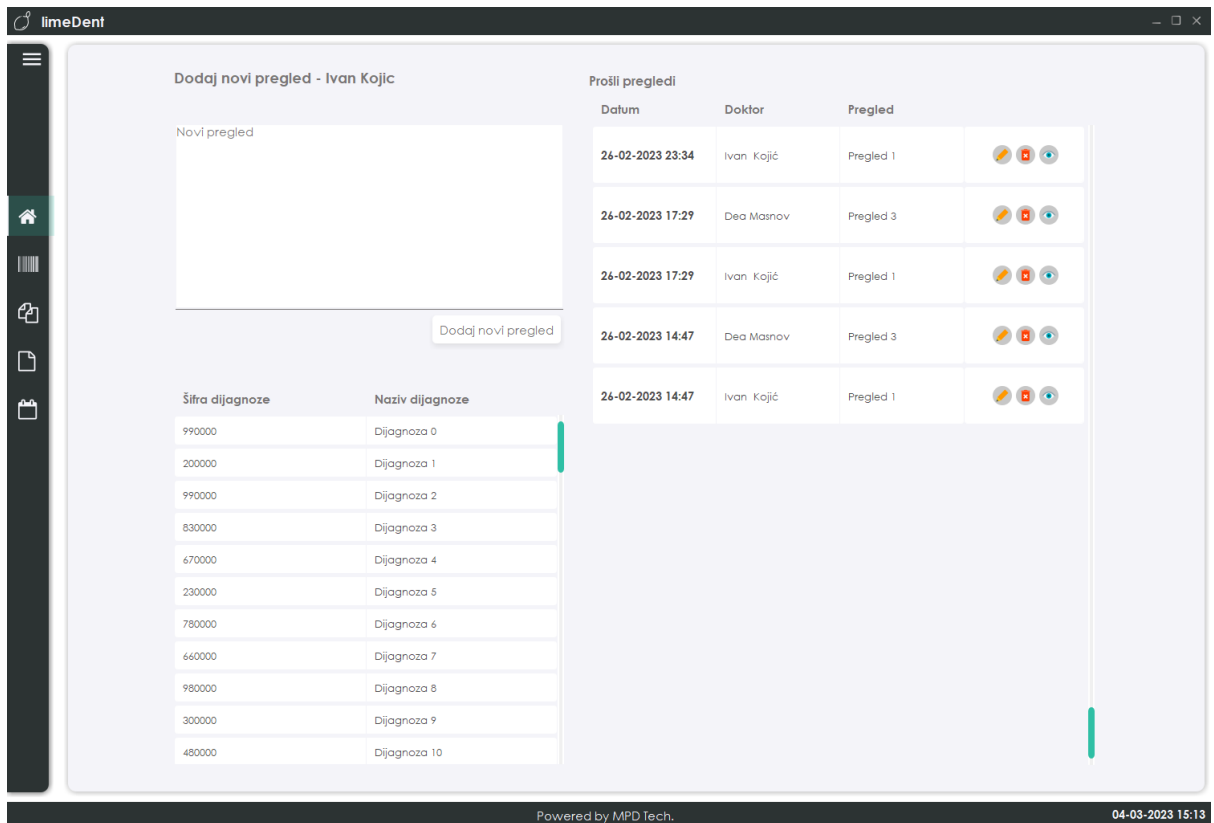 limeDent
Dodaj novi pregled - Ivan Kojic
Novi pregled
Dodaj novi pregled
Šifra dijagnoze Naziv dijagnoze
990000 Dijagnoza 0
200000 Dijagnoza 1
990000 Dijagnoza 2
830000 Dijagnoza 3
670000 Dijagnoza 4
230000 Dijagnoza 5
780000 Dijagnoza 6
660000 Dijagnoza 7
980000 Dijagnoza 8
300000 Dijagnoza 9
480000 Dijagnoza 10
Prošli pregledi
Datum Doktor Pregled
26-02-2023 23:34 Ivan Kojić Pregled 1
26-02-2023 17:29 Dea Masnov Pregled 3
26-02-2023 17:29 Ivan Kojić Pregled 1
26-02-2023 14:47 Dea Masnov Pregled 3
26-02-2023 14:47 Ivan Kojić Pregled 1
Powered by MPD Tech.
04-03-2023 15:13